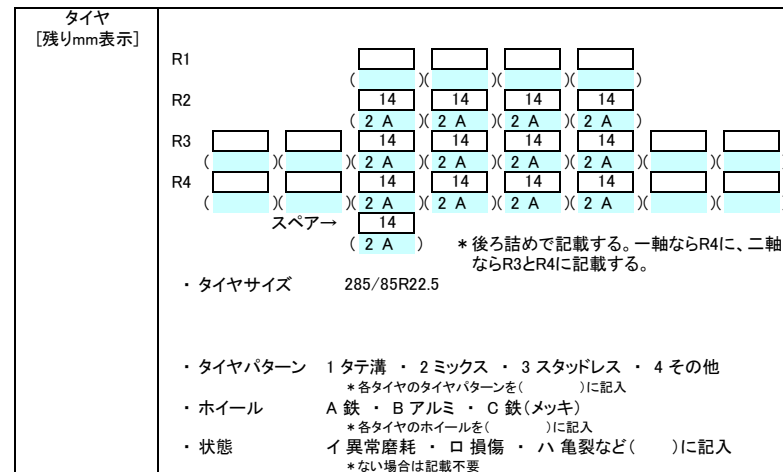 タイヤ
[残りmm表示]
R1
( )( )( )( )
R2 14 14 14 14
( 2 A )( 2 A )( 2 A )( 2 A )
R3 14 14 14 14
( )( )( 2 A )( 2 A )( 2 A )( 2 A )( )(
R4 14 14 14 14
( )( )( 2 A )( 2 A )( 2 A )( 2 A )( )(
スペア→ 14
( 2 A ) *後ろ詰めで記載する。一軸ならR4に、二軸
ならR3とR4に記載する。
・タイヤサイズ 285/85R22.5
・タイヤパターン 1 タテ溝 ・ 2 ミックス ・ 3 スタッドレス ・ 4 その他
*各タイヤのタイヤパターンを( )に記入
・ホイール A 鉄 ・ B アルミ ・ C 鉄(メッキ)
*各タイヤのホイールを( )に記入
・状態 イ 異常磨耗 ・ ロ 損傷 ・ ハ 亀裂など( )に記入
*ない場合は記載不要